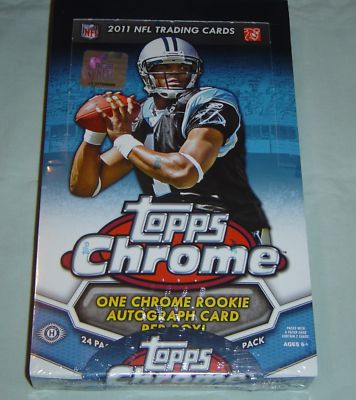 2011 NFL TRADING CARDS
NFL
topps
Chrome
ONE CHROME ROOKIE
AUTOGRAPH CARD
PER BOX!
24 PA
PACK
AGES 6+
topps